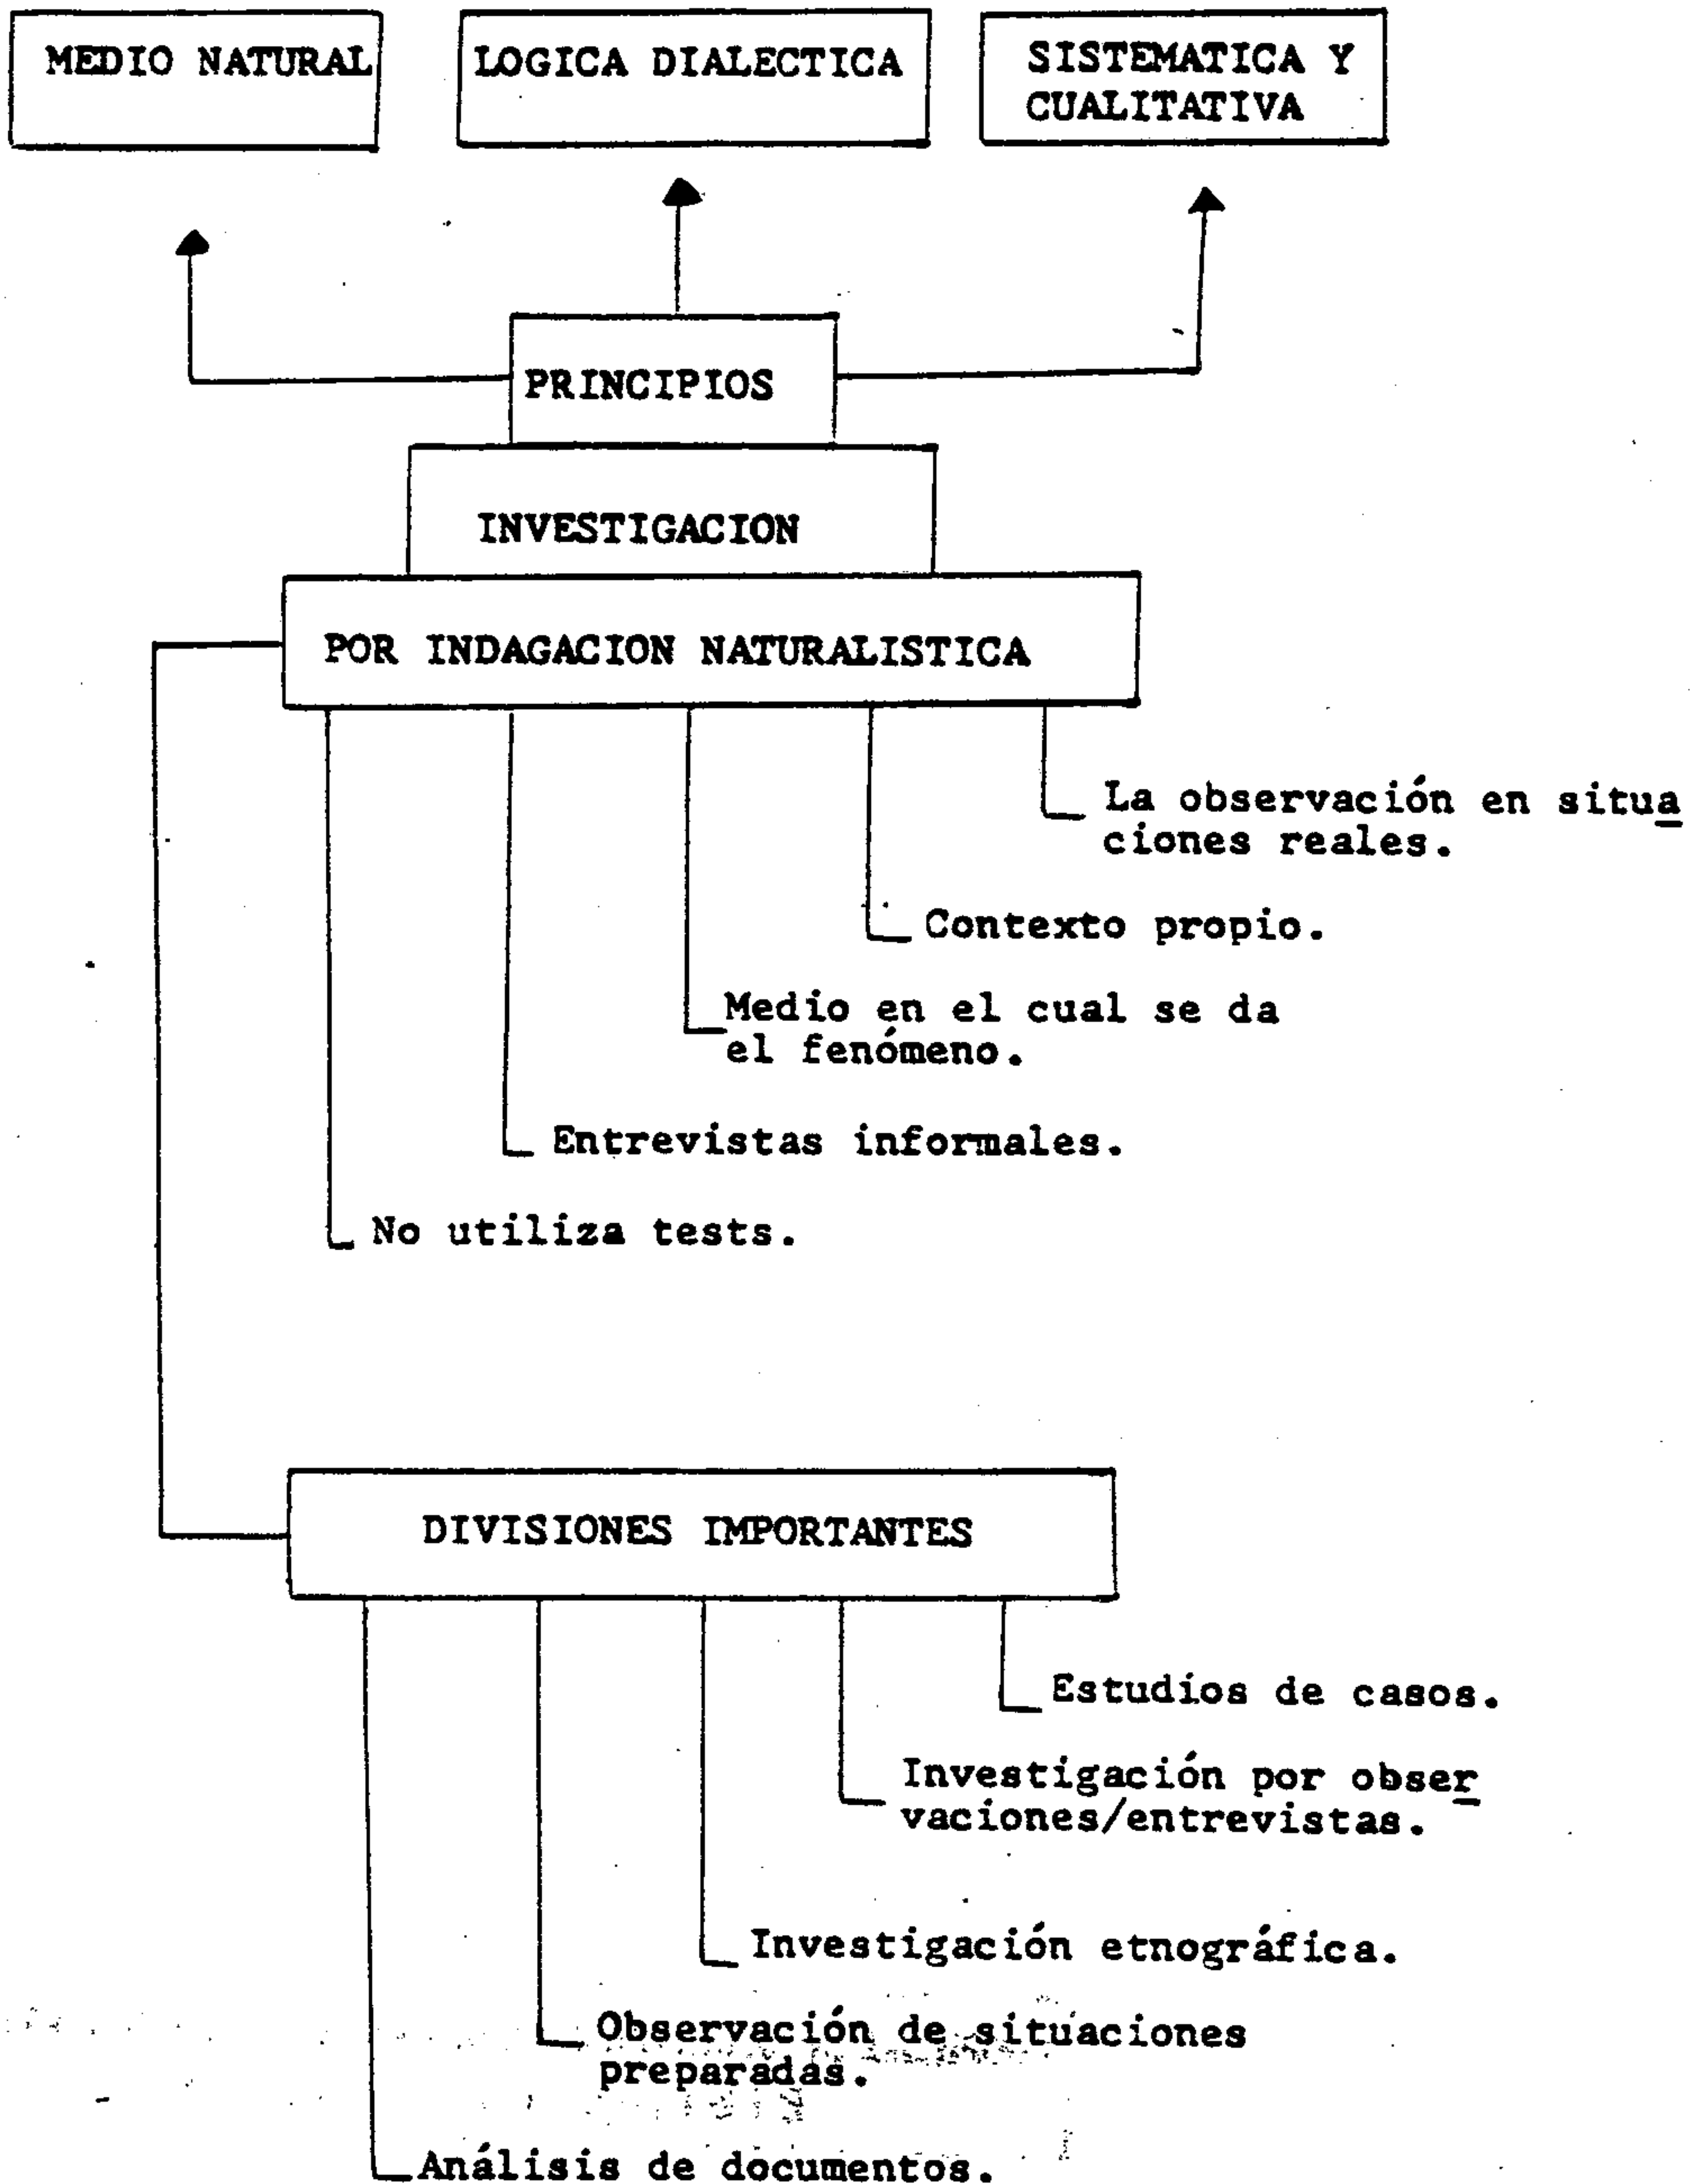 MEDIO NATURAL
LOGICA DIALECTICA
SISTEMATICA Y
CUALITATIVA
PRINCIPIOS
INVESTIGACION
POR INDAGACION NATURALISTICA
La observación en situa
ciones reales.
Contexto propio.
Medio en el cual se da
el fenómeno.
Entrevistas informales.
No utiliza tests.
DIVISIONES IMPORTANTES
Estudios de casos.
Investigación por obser
vaciones/entrevistas.
Investigación etnográfica.
Observación de situaciones
preparadas.
Análisis de documentos.